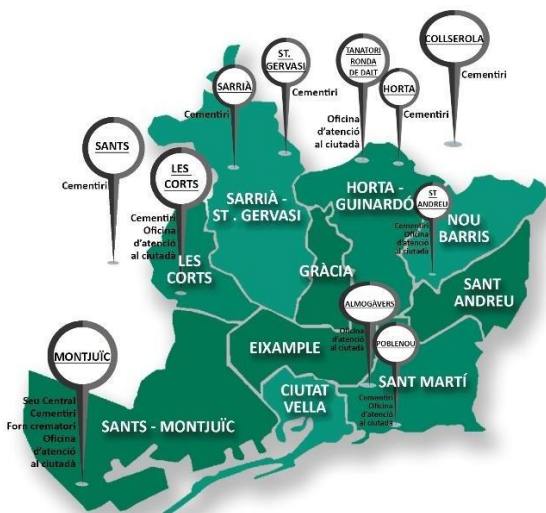 COLLSEROLA
Cementiri
ST.
GERVASI
Cementiri
TANATORI
RONDA
DE DALT
Oficina
d'atenció
al ciutadà
SARRIÀ
Cementiri
HORTA
Cementiri
SANTS
Cementiri
LES
CORTS
Cementiri
Oficina
d'atenció
al ciutadà
ST
ANDREU
Cementiri
Oficina
d'atenció
al ciutadà
SARRIÀ -
ST . GERVASI
HORTA -
GUINARDÓ
NOU
BARRIS
LES
CORTS
GRÀCIA
SANT
ANDREU
ALMOGÀVERS
Oficina
d'atenció
al ciutadà
EIXAMPLE
POBLENOU
Cementiri
Oficina
d'atenció
al ciutadà
MONTJUÏC
Seu Central
Cementiri
Forn crematori
Oficina
d'atenció
al ciutadà
SANT MARTÍ
CIUTAT
VELLA
SANTS - MONTJUÏC